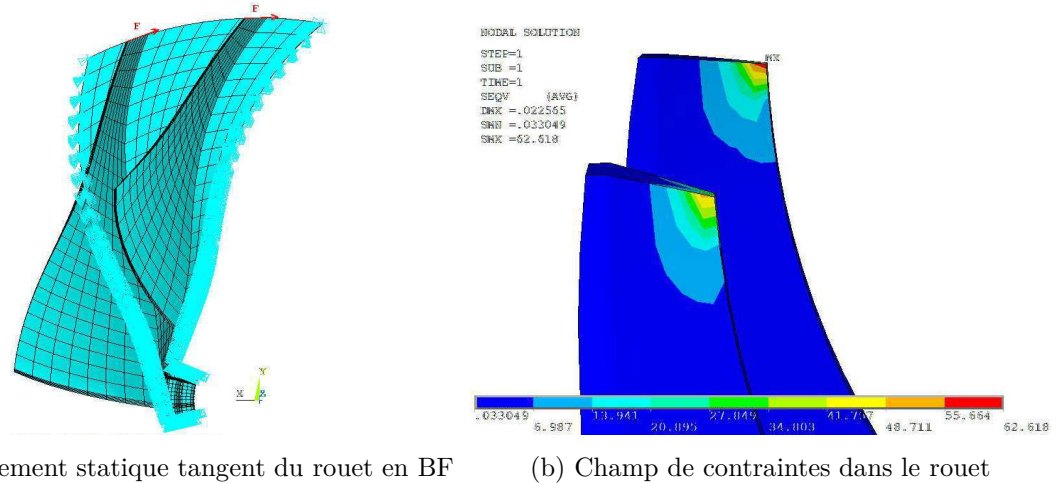 F
F
Y
X
Z
NODAL SOLUTION
STEP=1
SUB =1
TIME=1
SEQV (AVG)
DMX =.022565
SMN =.033049
SMX =62.618
MX
.033049 13.941 27.849 41.757 55.664
6.987 20.895 34.803 48.711 62.618
ement statique tangent du rouet en BF
(b) Champ de contraintes dans le rouet